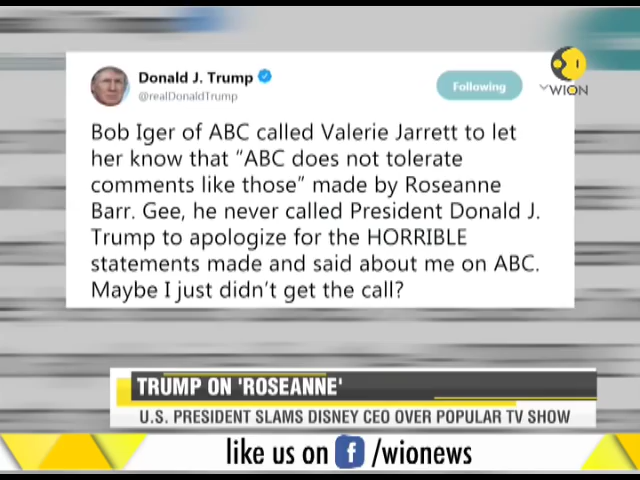 Donald J. Trump
@realDonaldTrump
Following
WION
Bob Iger of ABC called Valerie Jarrett to let
her know that “ABC does not tolerate
comments like those” made by Roseanne
Barr. Gee, he never called President Donald J.
Trump to apologize for the HORRIBLE
statements made and said about me on ABC.
Maybe I just didn’t get the call?
TRUMP ON 'ROSEANNE'
U.S. PRESIDENT SLAMS DISNEY CEO OVER POPULAR TV SHOW
like us on f /wionews